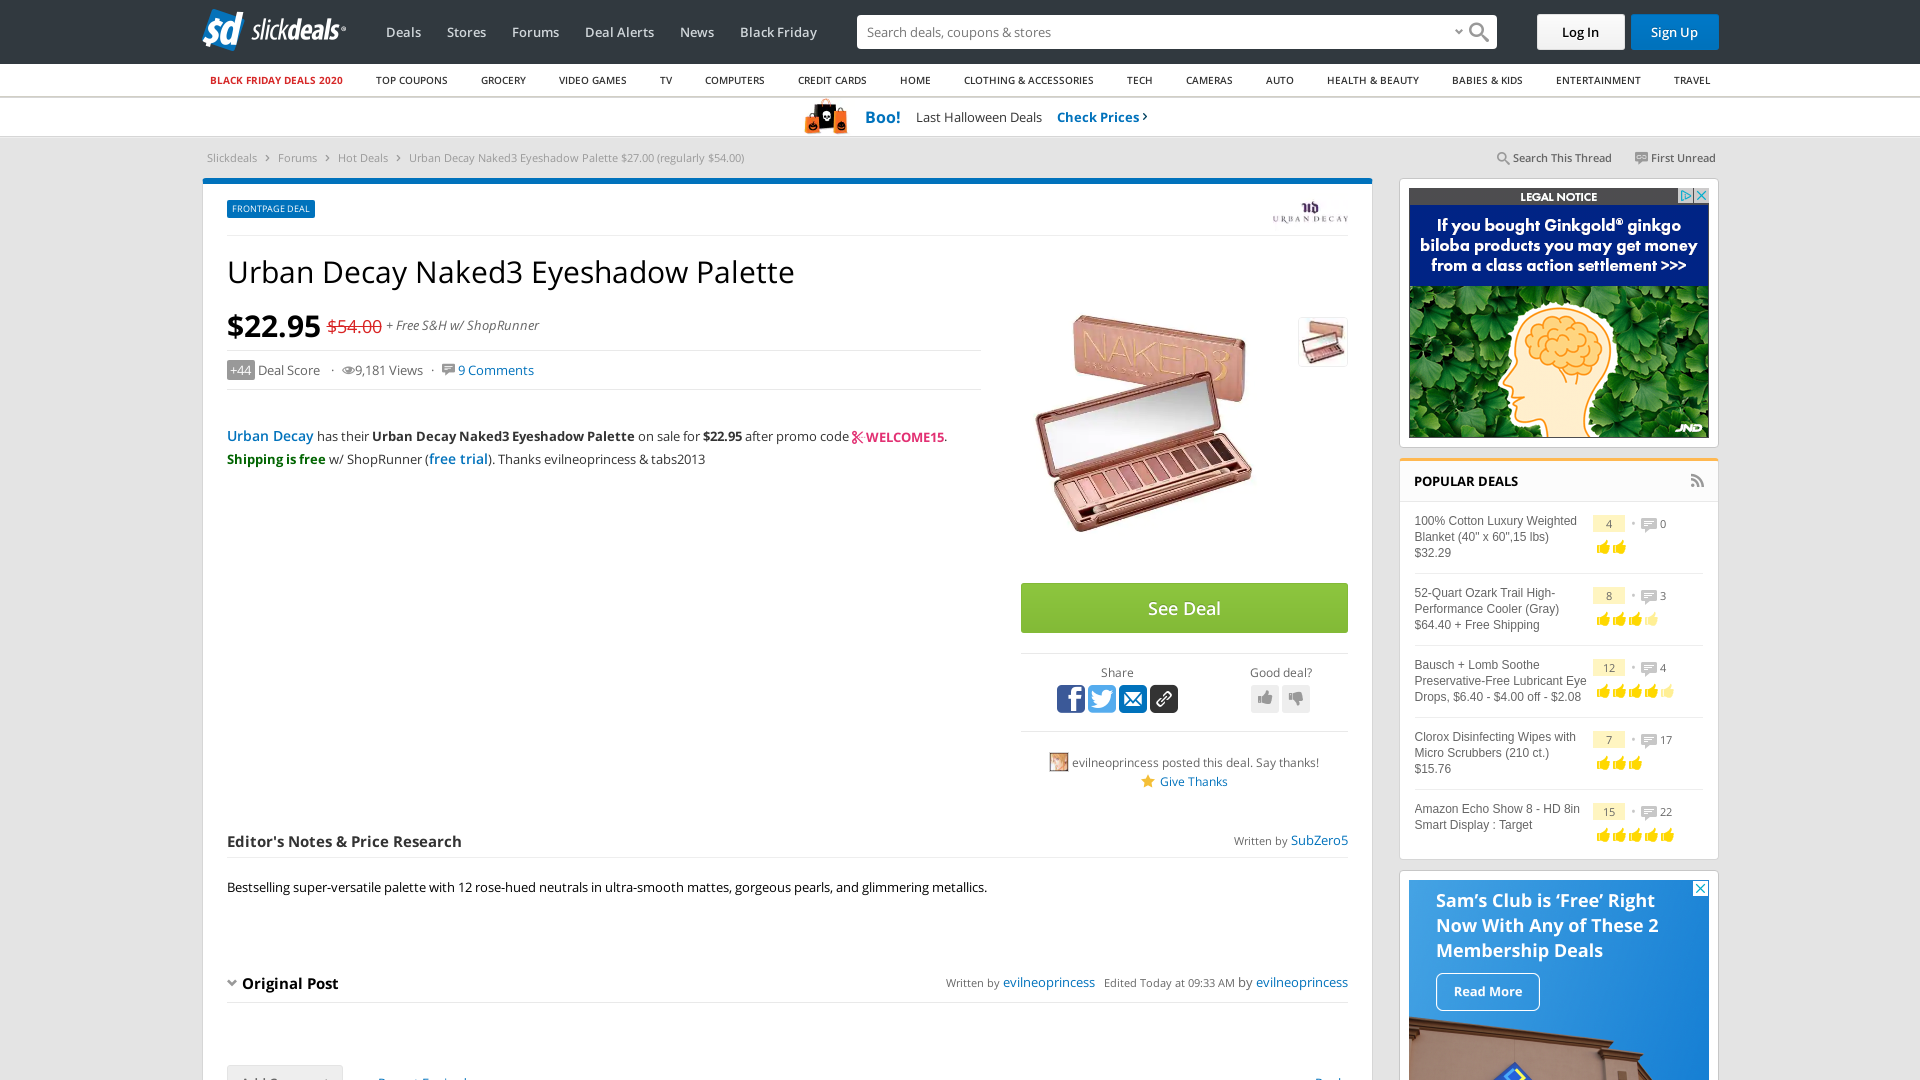 sd slickdeals
Deals Stores Forums Deal Alerts News Black Friday
Search deals, coupons & stores
Log In Sign Up
BLACK FRIDAY DEALS 2020 TOP COUPONS GROCERY VIDEO GAMES TV COMPUTERS CREDIT CARDS HOME CLOTHING & ACCESSORIES TECH CAMERAS AUTO HEALTH & BEAUTY BABIES & KIDS ENTERTAINMENT TRAVEL
Boo! Last Halloween Deals Check Prices ›
Slickdeals › Forums › Hot Deals › Urban Decay Naked3 Eyeshadow Palette $27.00 (regularly $54.00)
Search This Thread First Unread
FRONTPAGE DEAL
UD
URBAN DECAY
Urban Decay Naked3 Eyeshadow Palette
$22.95 $54.00 + Free S&H w/ ShopRunner
+44 Deal Score · 9,181 Views · 9 Comments
Urban Decay has their Urban Decay Naked3 Eyeshadow Palette on sale for $22.95 after promo code WELCOME15.
Shipping is free w/ ShopRunner (free trial). Thanks evilneoprincess & tabs2013
NAKED3
See Deal
Share
Good deal?
evilneoprincess posted this deal. Say thanks!
Give Thanks
Editor's Notes & Price Research
Written by SubZero5
Bestselling super-versatile palette with 12 rose-hued neutrals in ultra-smooth mattes, gorgeous pearls, and glimmering metallics.
Original Post
Written by evilneoprincess Edited Today at 09:33 AM by evilneoprincess
LEGAL NOTICE
If you bought Ginkgold® ginkgo
biloba products you may get money
from a class action settlement >>>
JND
POPULAR DEALS
100% Cotton Luxury Weighted
Blanket (40" x 60",15 lbs)
$32.29
4 • 0
52-Quart Ozark Trail High-
Performance Cooler (Gray)
$64.40 + Free Shipping
8 • 3
Bausch + Lomb Soothe
Preservative-Free Lubricant Eye
Drops, $6.40 - $4.00 off - $2.08
12 • 4
Clorox Disinfecting Wipes with
Micro Scrubbers (210 ct.)
$15.76
7 • 17
Amazon Echo Show 8 - HD 8in
Smart Display : Target
15 • 22
Sam's Club is 'Free' Right
Now With Any of These 2
Membership Deals
Read More